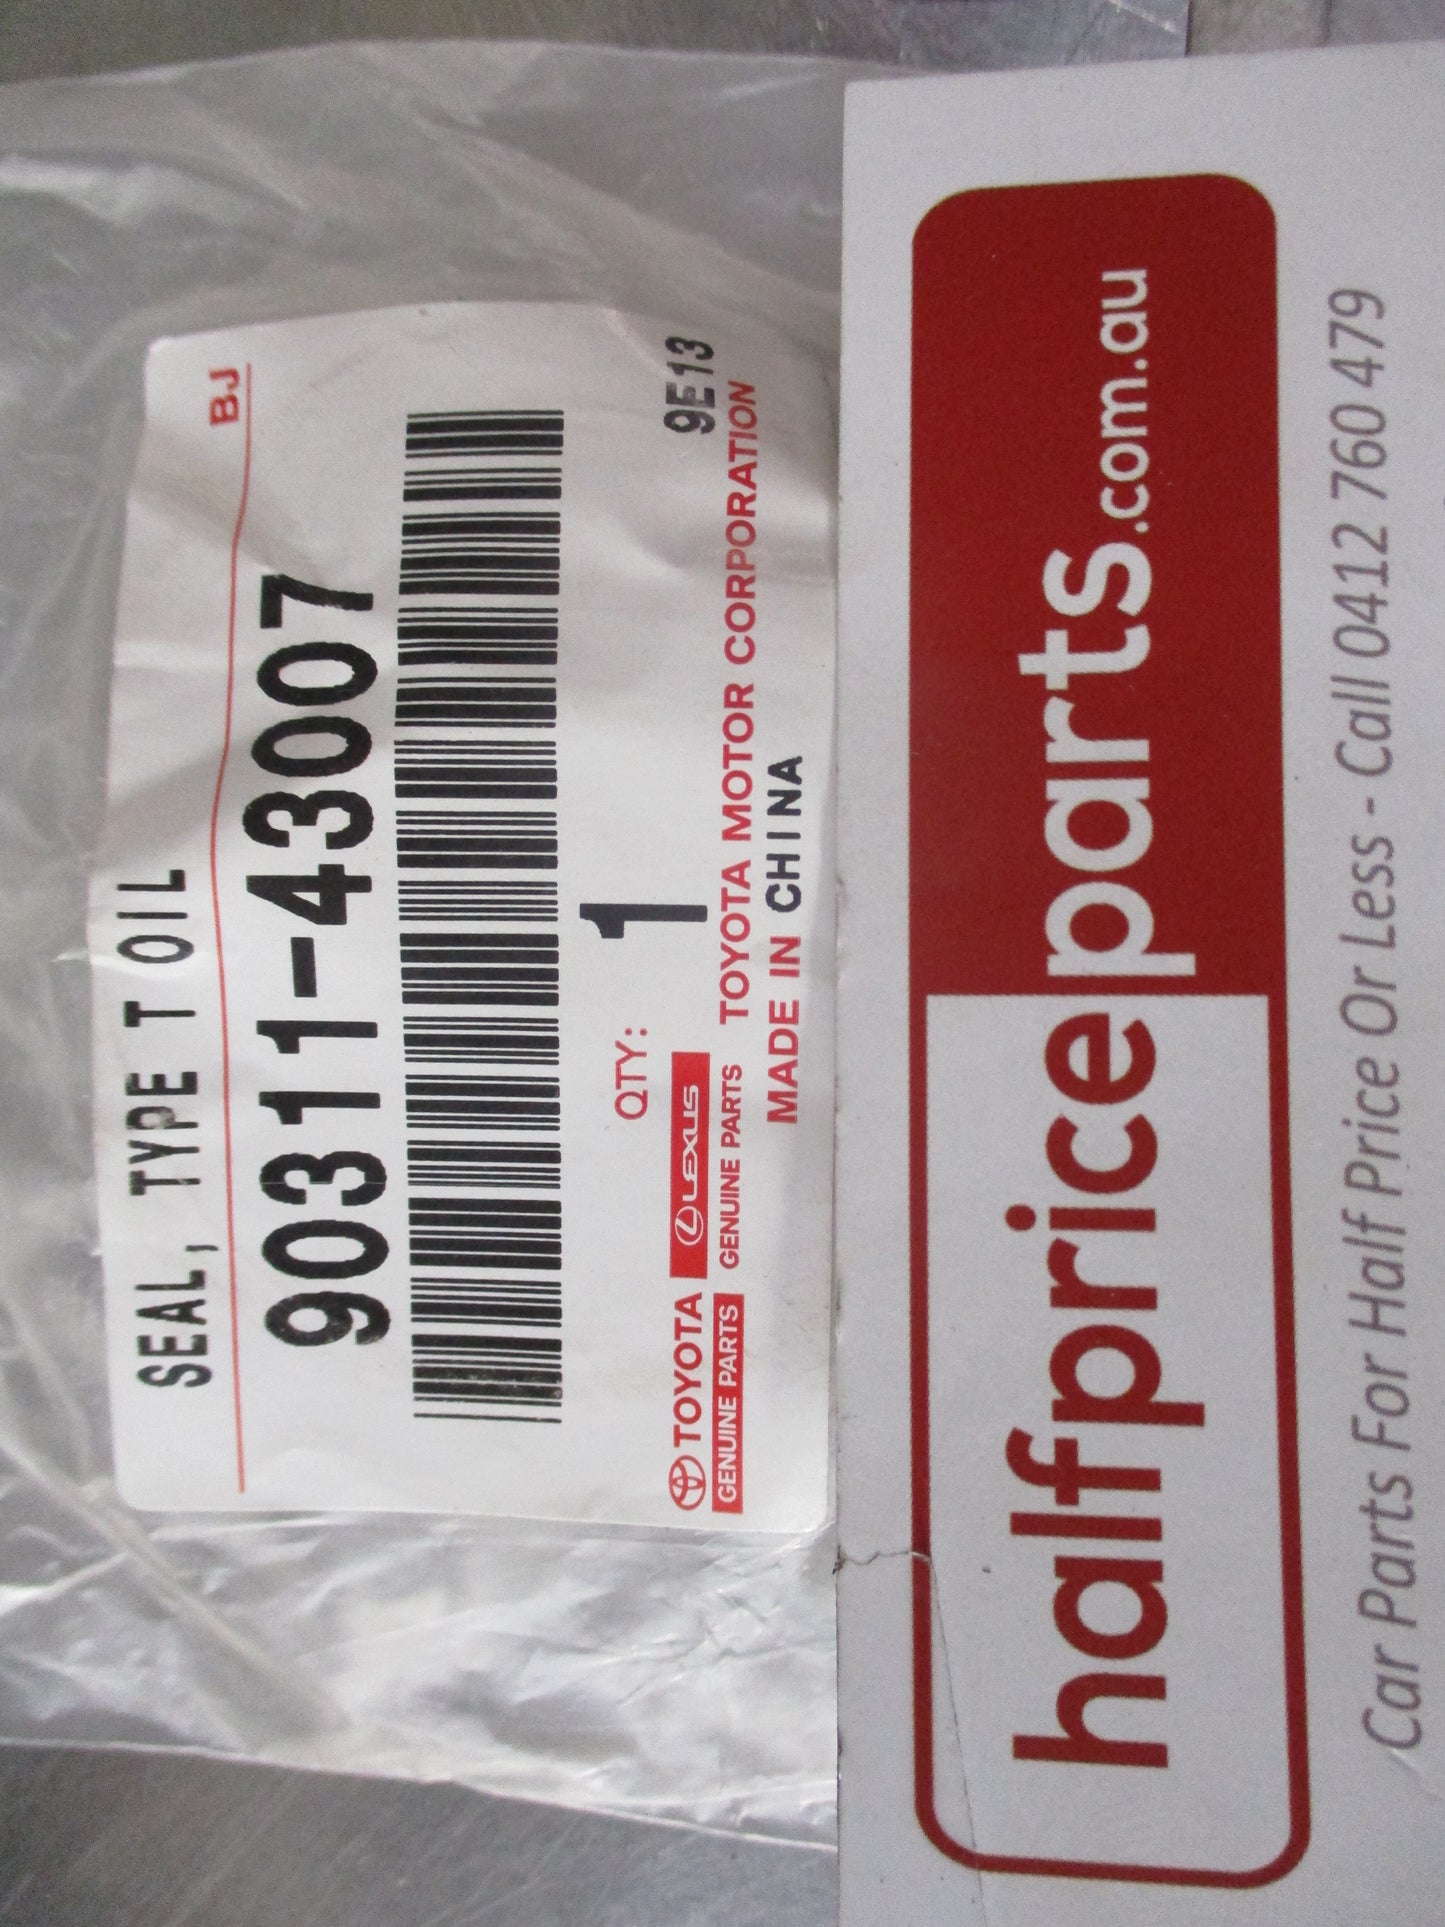 SEAL, TYPE T OIL
BJ
90311-43007
QTY: 1
9E13
TOYOTA
LEXUS
GENUINE PARTS
GENUINE PARTS
TOYOTA MOTOR CORPORATION
MADE IN CHINA
halfpriceparts.com.au
Car Parts For Half Price Or Less - Call 0412 760 479